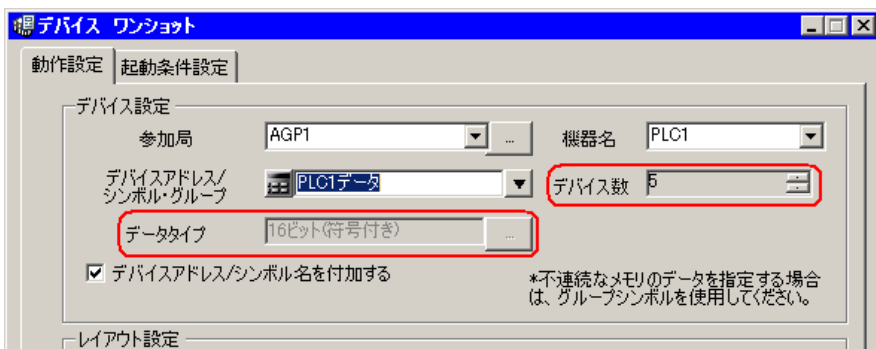 デバイス ワンショット
動作設定 起動条件設定
デバイス設定
参加局 AGP1 ... 機器名 PLC1
デバイスアドレス/
シンボル・グループ PLC1データ デバイス数 5
データタイプ 16ビット(符号付き) ...
デバイスアドレス/シンボル名を付加する
*不連続なメモリのデータを指定する場合
は、グループシンボルを使用してください。
レイアウト設定